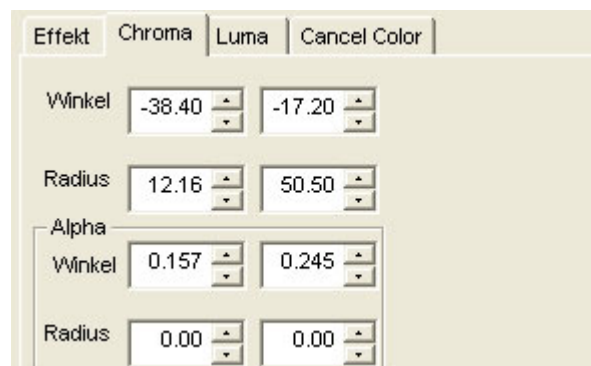 Effekt Chroma Luma Cancel Color
Winkel -38.40 -17.20
Radius 12.16 50.50
Alpha
Winkel 0.157 0.245
Radius 0.00 0.00